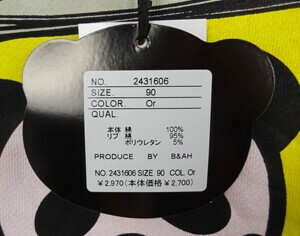 NO. 2431606
SIZE. 90
COLOR. Or
QUAL.
本体 綿 100%
リブ 綿 95%
ポリウレタン 5%
PRODUCE BY B&AH
NO. 2431606 SIZE. 90 COL. Or
¥2,970(本体価格¥2,700)